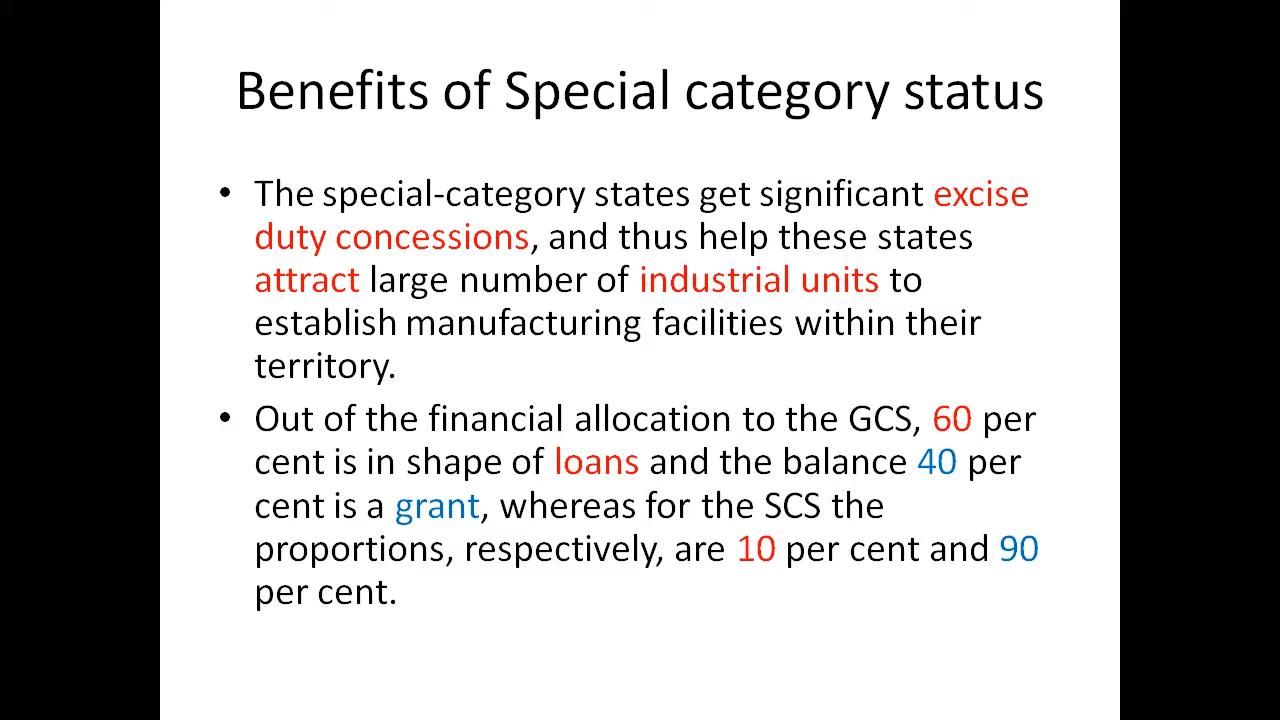 Benefits of Special category status
• The special-category states get significant excise
duty concessions, and thus help these states
attract large number of industrial units to
establish manufacturing facilities within their
territory.
• Out of the financial allocation to the GCS, 60 per
cent is in shape of loans and the balance 40 per
cent is a grant, whereas for the SCS the
proportions, respectively, are 10 per cent and 90
per cent.